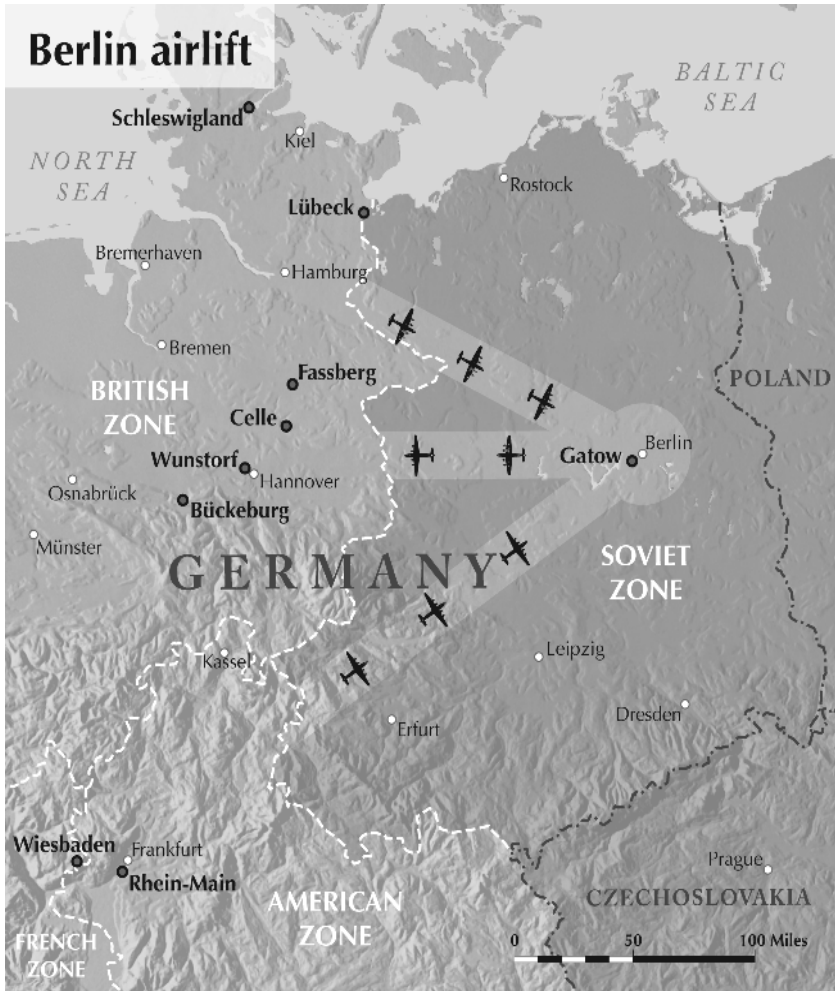 Berlin airlift
BALTIC
SEA
Schleswigland
Kiel
NORTH
SEA
Rostock
Lübeck
Bremerhaven
Hamburg
Bremen
Fassberg
POLAND
BRITISH
ZONE
Celle
Berlin
Gatow
Wunstorf
Hannover
Osnabrück
Bückeburg
Münster
GERMANY
SOVIET
ZONE
Kassel
Leipzig
Dresden
Erfurt
Wiesbaden
Frankfurt
Rhein-Main
Prague
CZECHOSLOVAKIA
AMERICAN
ZONE
FRENCH
ZONE
0 50 100 Miles